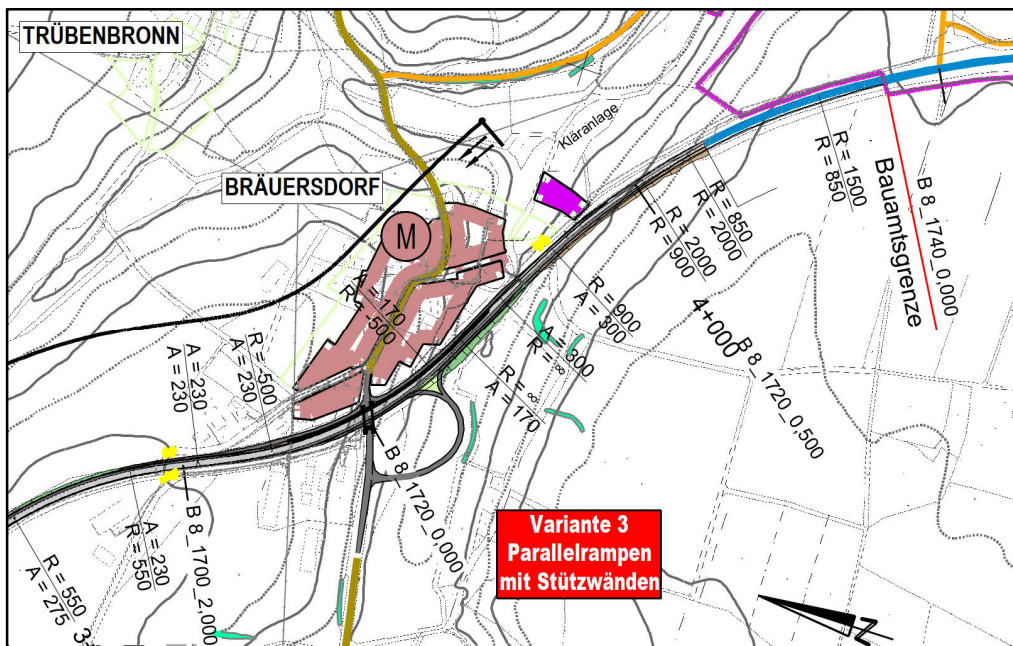 TRÜBENBRONN
BRÄUERSDORF
Kläranlage
M
R = 1500
R = 850
Bauamtsgrenze
B 8_1740_0,000
R = 850
R = 2000
R = 2000
R = -900
4+000
B 8_1720_0,500
R = 900
A = 300
A = 300
R = ∞
R = ∞
A = 170
A = 170
R = -500
R = -500
A = 230
A = 230
A = 230
B 8_1720_0,000
B 8_1700_2,000
A = 230
R = 550
R = 550
A = 275
3+
Variante 3
Parallelrampen
mit Stützwänden
N